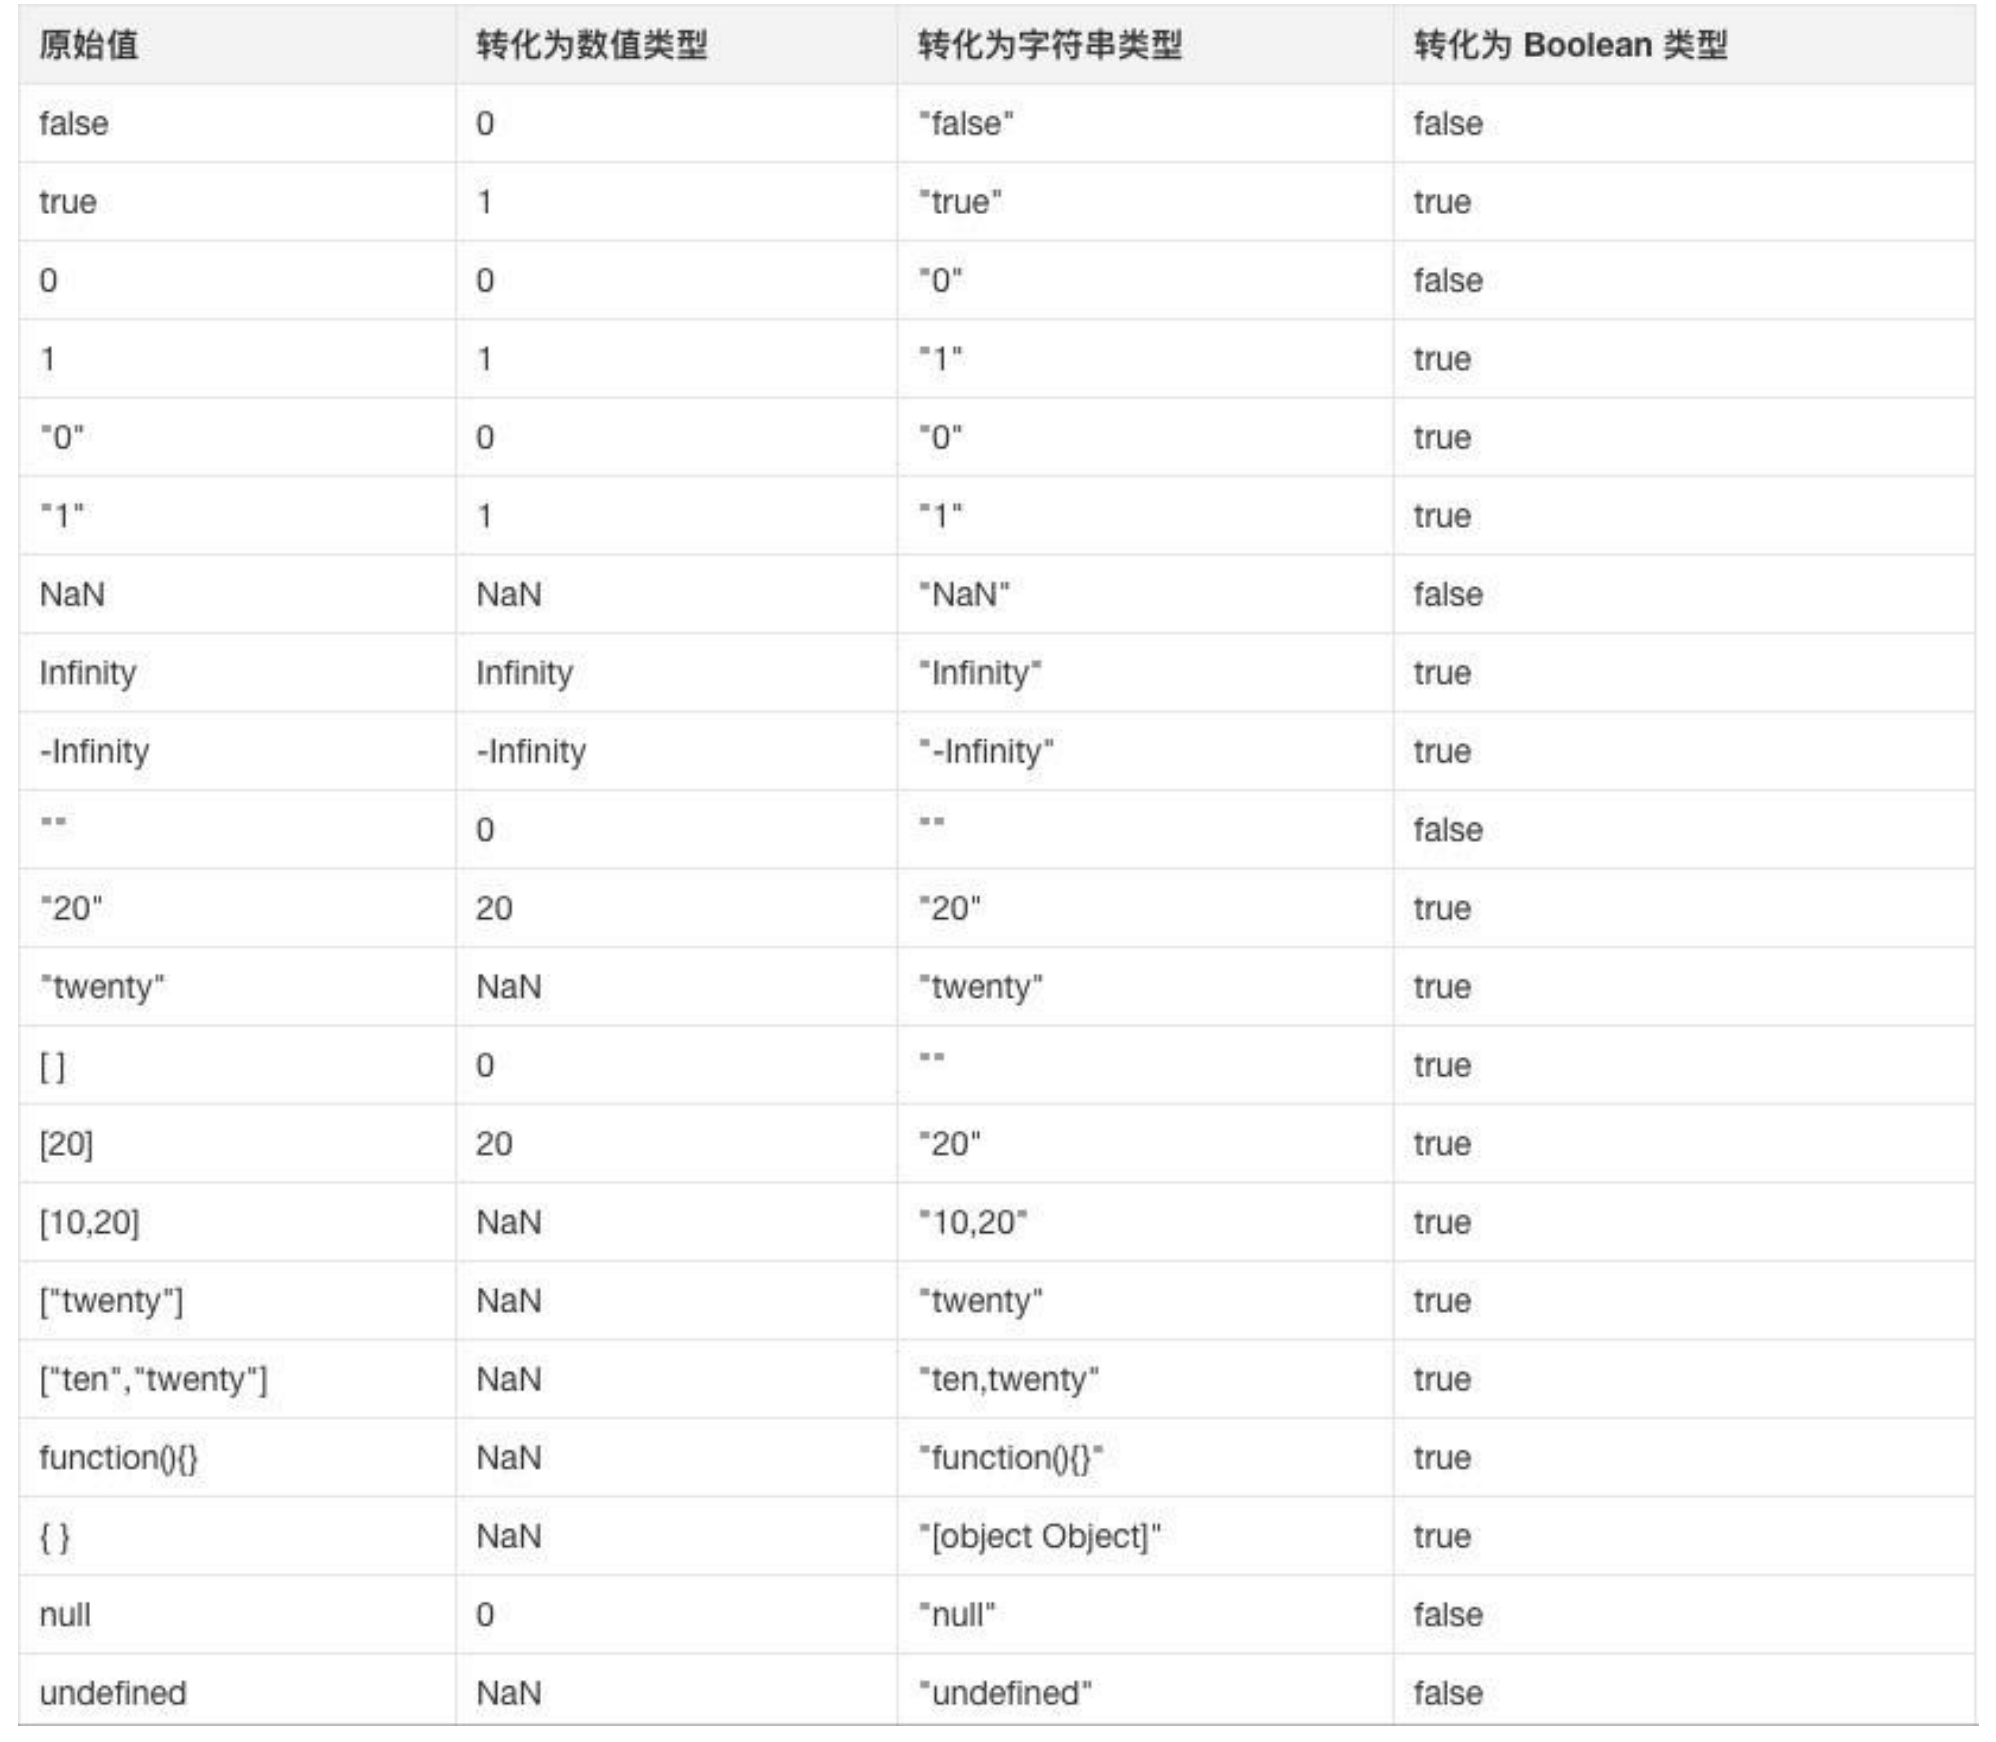 原始值 转化为数值类型 转化为字符串类型 转化为 Boolean 类型
false 0 "false" false
true 1 "true" true
0 0 "0" false
1 1 "1" true
"0" 0 "0" true
"1" 1 "1" true
NaN NaN "NaN" false
Infinity Infinity "Infinity" true
-Infinity -Infinity "-Infinity" true
"" 0 "" false
"20" 20 "20" true
"twenty" NaN "twenty" true
[ ] 0 "" true
[20] 20 "20" true
[10,20] NaN "10,20" true
["twenty"] NaN "twenty" true
["ten","twenty"] NaN "ten,twenty" true
function(){} NaN "function(){}" true
{ } NaN "[object Object]" true
null 0 "null" false
undefined NaN "undefined" false